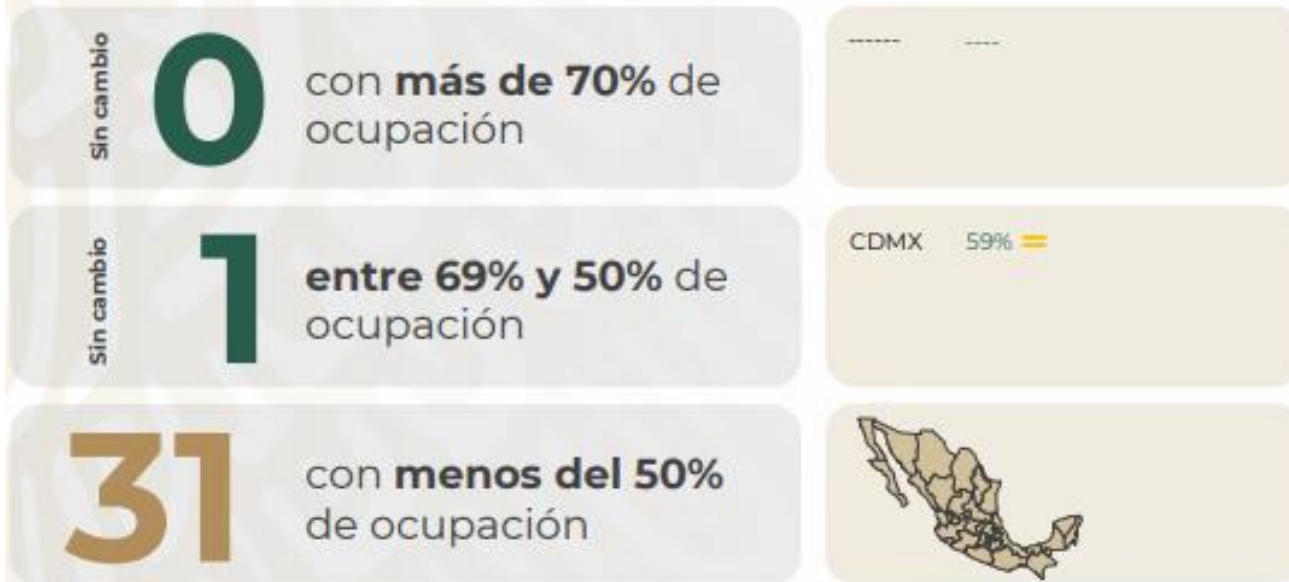 Sin cambio
0
con más de 70% de
ocupación
------ ----
Sin cambio
1
entre 69% y 50% de
ocupación
CDMX 59% =
31
con menos del 50%
de ocupación